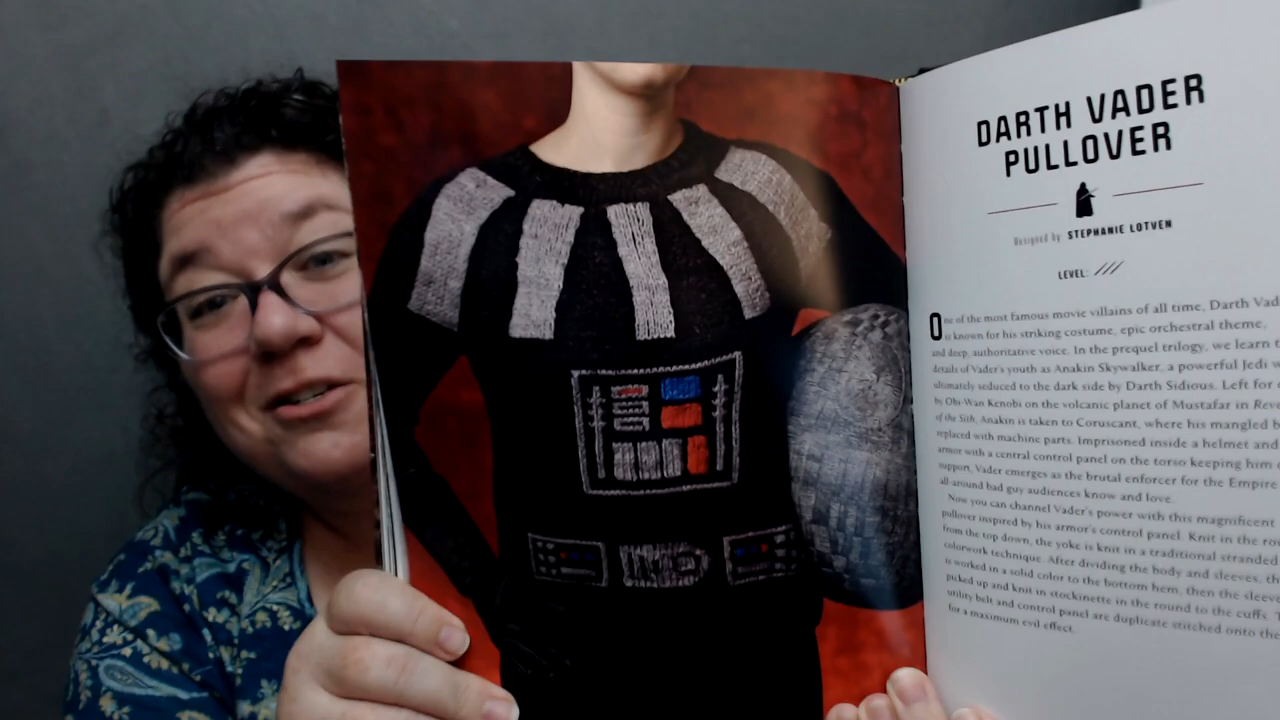 DARTH VADER
PULLOVER
Designed by STEPHANIE LOTVEN
LEVEL:
One of the most famous movie villains of all time, Darth Vad
is known for his striking costume, epic orchestral theme,
and deep, authoritative voice. In the prequel trilogy, we learn t
details of Vader's youth as Anakin Skywalker, a powerful Jedi w
ultimately seduced to the dark side by Darth Sidious. Left for
by Obi-Wan Kenobi on the volcanic planet of Mustafar in Reve
of the Sith, Anakin is taken to Coruscant, where his mangled b
replaced with machine parts. Imprisoned inside a helmet and
armor with a central control panel on the torso keeping him
support, Vader emerges as the brutal enforcer for the Empire
all-around bad guy audiences know and love.
Now you can channel Vader's power with this magnificent
pullover inspired by his armor's control panel. Knit in the ro
from the top down, the yoke is knit in a traditional stranded
colorwork technique. After dividing the body and sleeves, th
is worked in a solid color to the bottom hem, then the sleeve
picked up and knit in stockinette in the round to the cuffs. T
utility belt and control panel are duplicate stitched onto the
for a maximum evil effect.